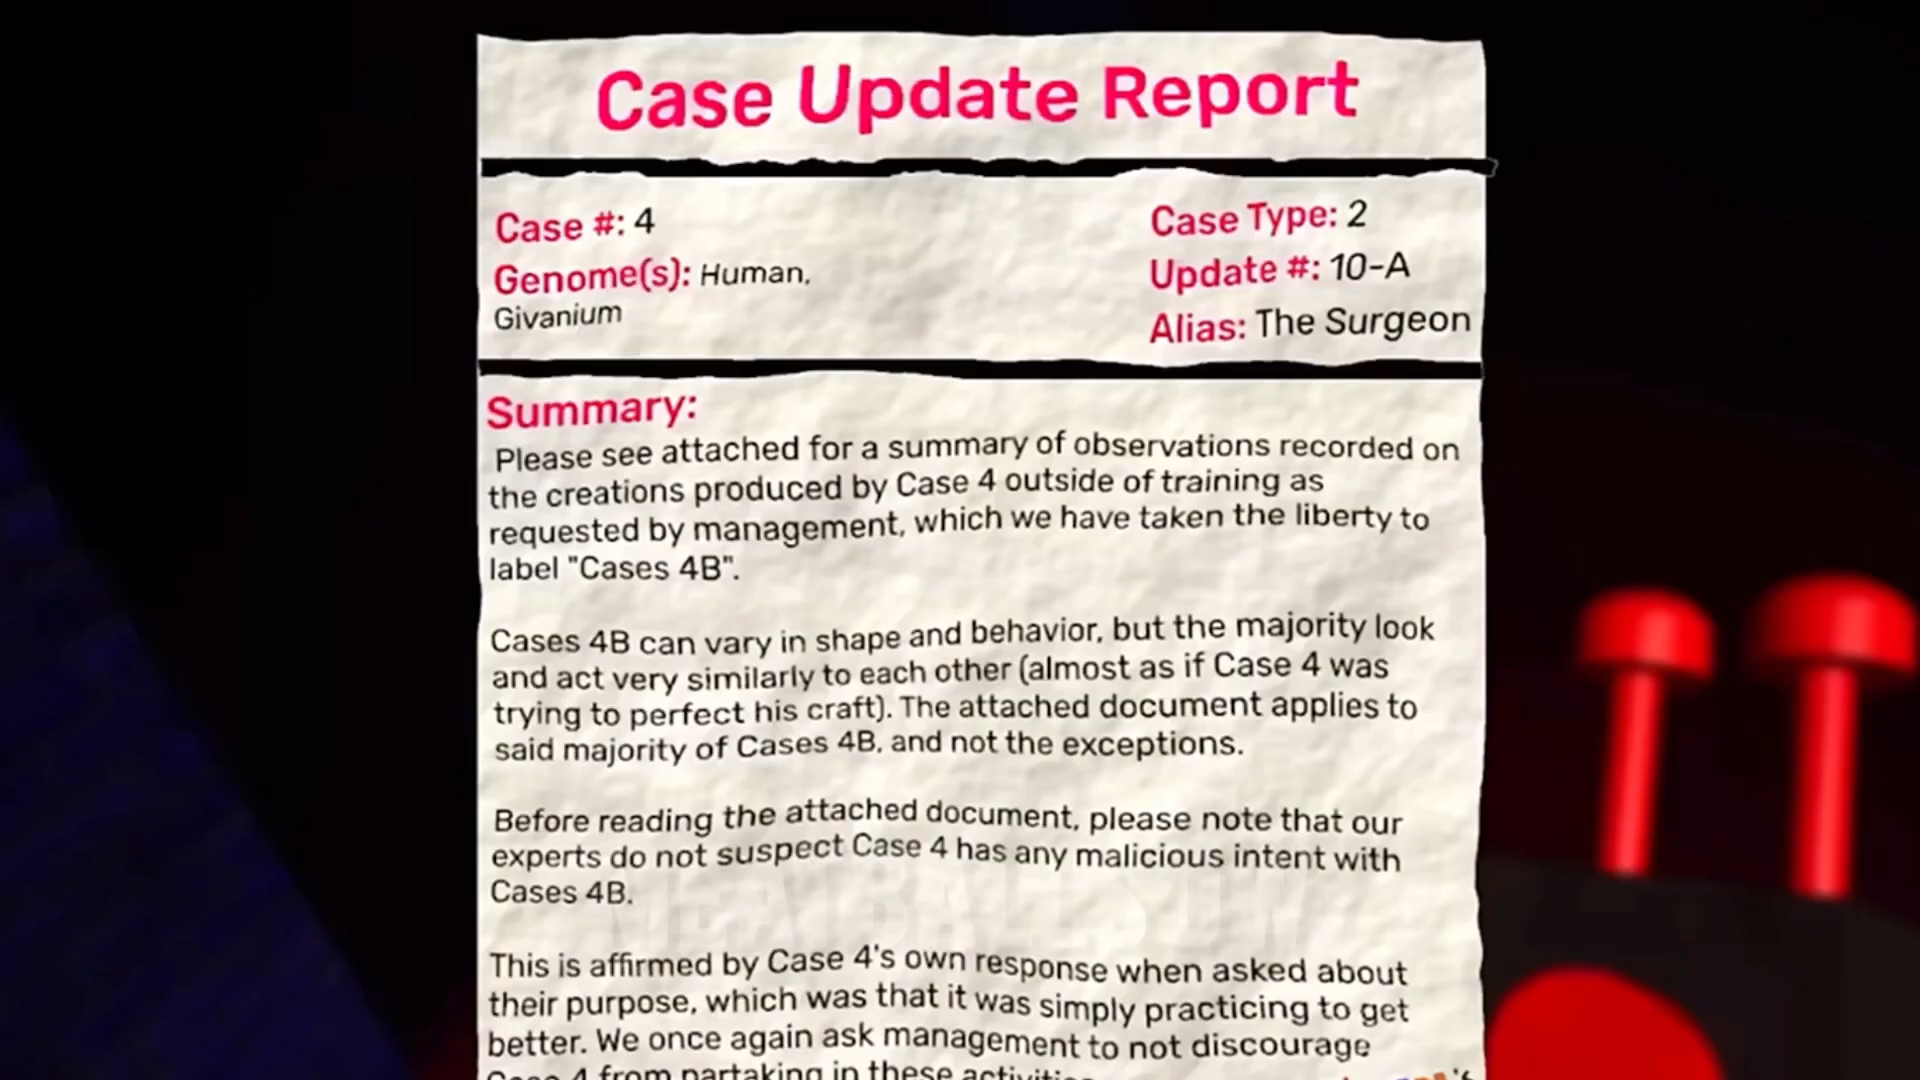 Case Update Report
Case #: 4
Genome(s): Human,
Givanium
Case Type: 2
Update #: 10-A
Alias: The Surgeon
Summary:
Please see attached for a summary of observations recorded on
the creations produced by Case 4 outside of training as
requested by management, which we have taken the liberty to
label "Cases 4B".
Cases 4B can vary in shape and behavior, but the majority look
and act very similarly to each other (almost as if Case 4 was
trying to perfect his craft). The attached document applies to
said majority of Cases 4B, and not the exceptions.
Before reading the attached document, please note that our
experts do not suspect Case 4 has any malicious intent with
Cases 4B.
This is affirmed by Case 4's own response when asked about
their purpose, which was that it was simply practicing to get
better. We once again ask management to not discourage
Case 4 from partaking in these activities